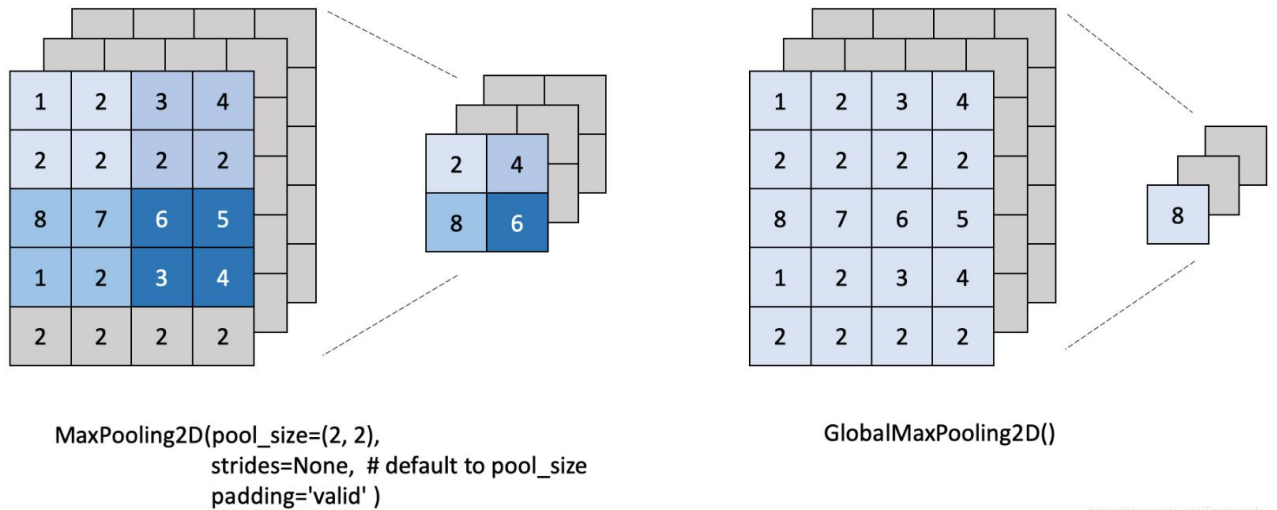 1 2 3 4
2 2 2 2
8 7 6 5
1 2 3 4
2 2 2 2
2 4
8 6
MaxPooling2D(pool_size=(2, 2),
strides=None,  # default to pool_size
padding='valid' )
1 2 3 4
2 2 2 2
8 7 6 5
1 2 3 4
2 2 2 2
8
GlobalMaxPooling2D()